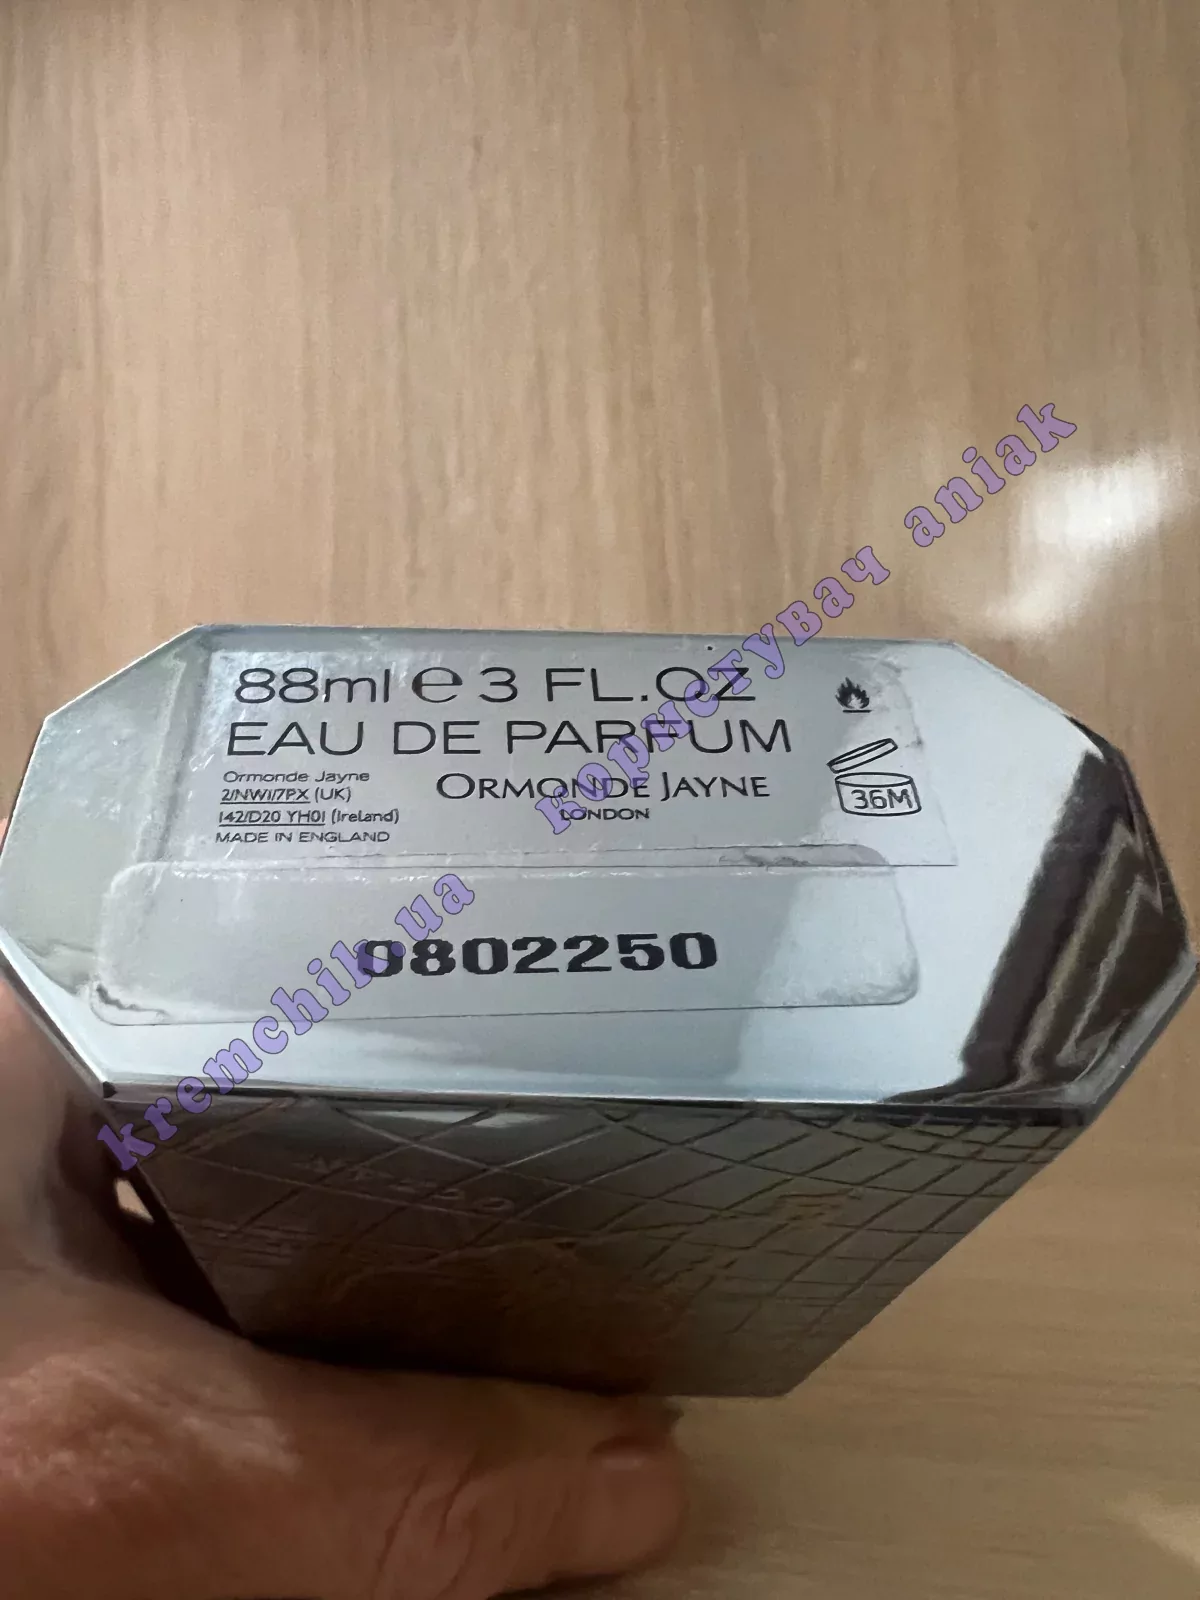 88ml e 3 FL.OZ
EAU DE PARFUM
Ormonde Jayne
2/NW1/7PX (UK)
142/D20 YH01 (Ireland)
MADE IN ENGLAND
ORMONDE JAYNE
LONDON
36M
9802250
kremchik.ua
користувач aniak